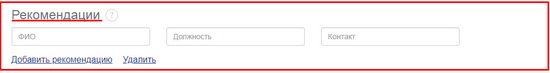 Рекомендации ?
ФИО Должность Контакт
Добавить рекомендацию Удалить